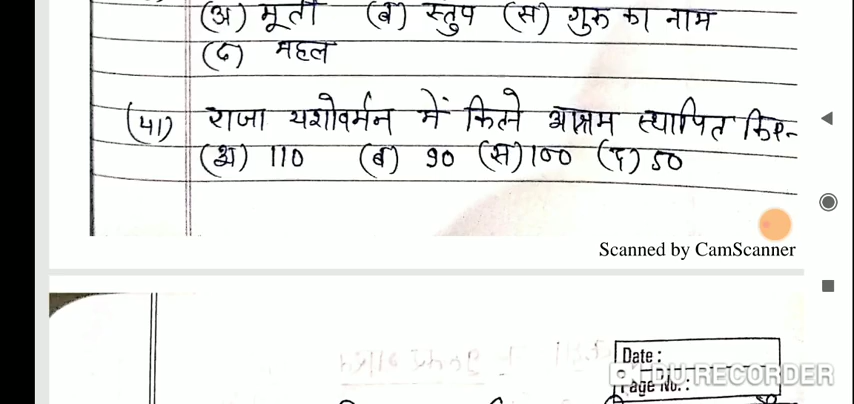 (अ) मूर्ती (ब) स्तुप (स) गुरु का नाम
(द) महल
(41) राजा यशोवर्मन में कितने आश्रम स्थापित किए-
(अ) 110 (ब) 90 (स) 100 (द) 50
Scanned by CamScanner
Date :
Page No. :
DU RECORDER